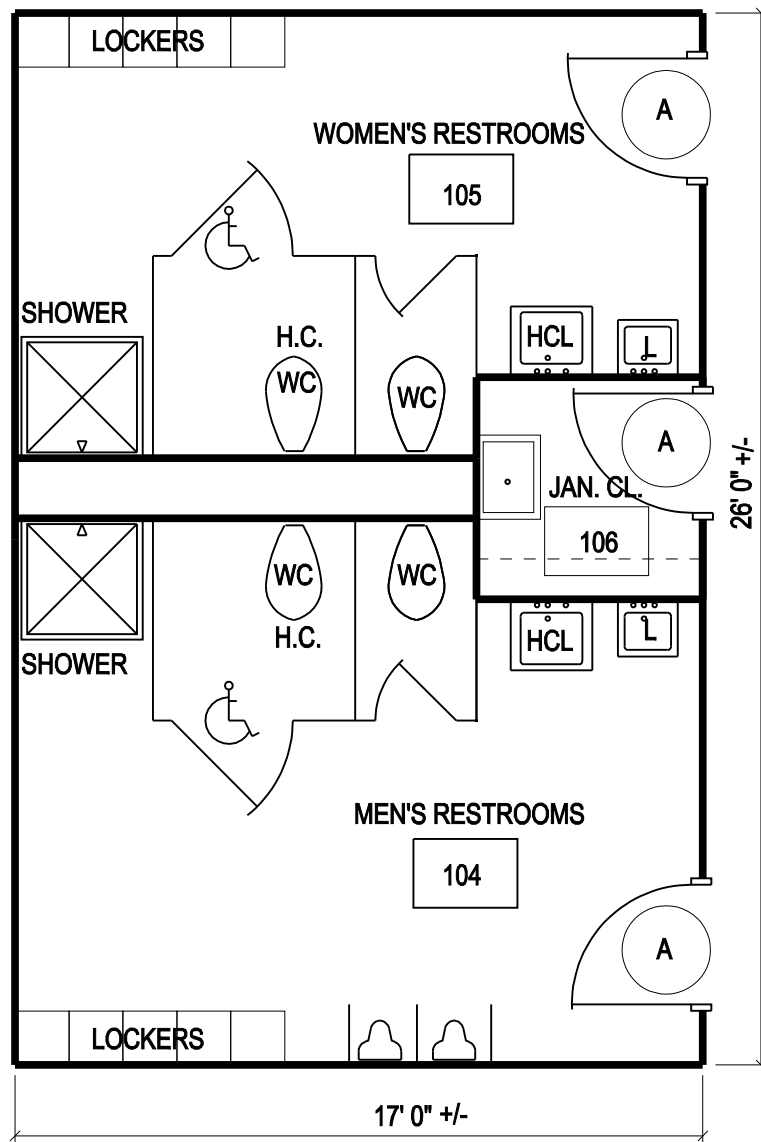 LOCKERS
A
WOMEN'S RESTROOMS
105
SHOWER
H.C.
HCL
L
WC
WC
A
JAN. CL.
106
26' 0" +/-
WC
WC
H.C.
HCL
L
SHOWER
MEN'S RESTROOMS
104
A
LOCKERS
17' 0" +/-